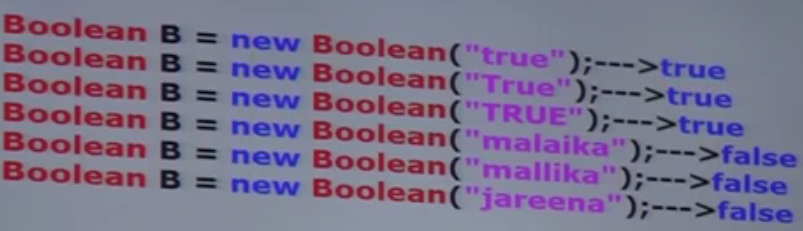 Boolean B = new Boolean("true");--->true
Boolean B = new Boolean("True");--->true
Boolean B = new Boolean("TRUE");--->true
Boolean B = new Boolean("malaika");--->false
Boolean B = new Boolean("mallika");--->false
Boolean B = new Boolean("jareena");--->false